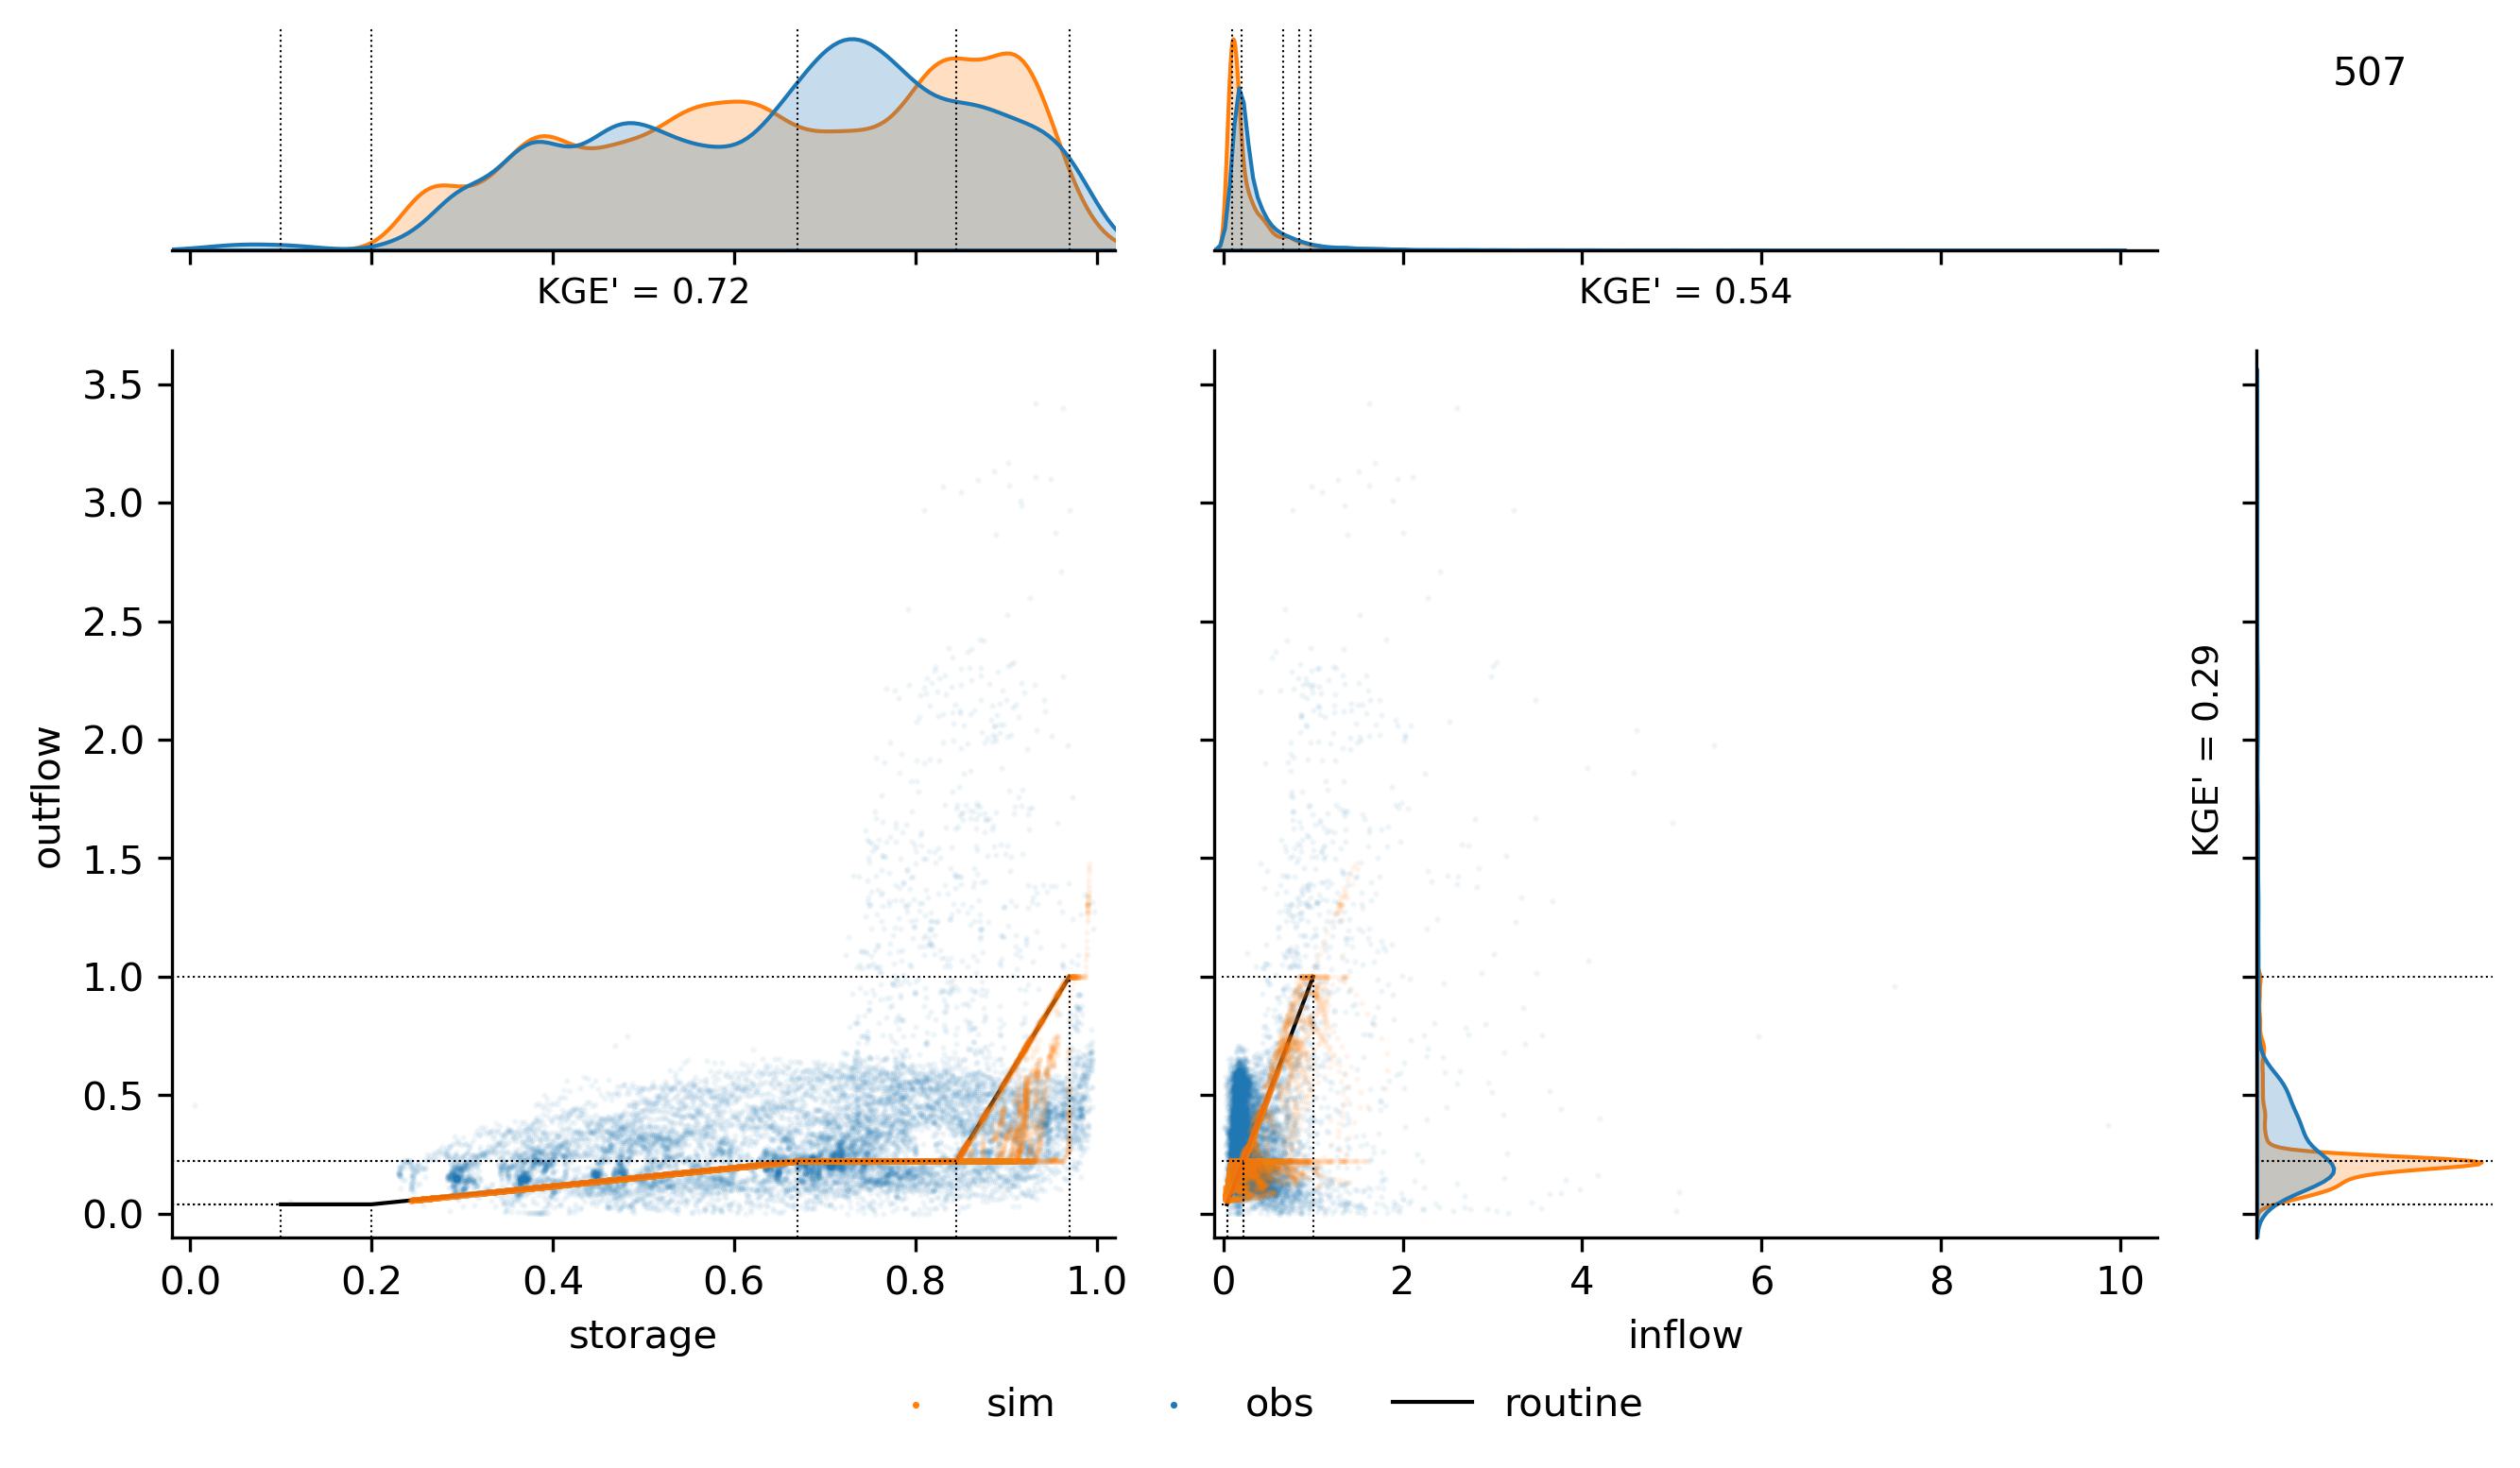 507
KGE' = 0.72
KGE' = 0.54
3.5
3.0
2.5
2.0
1.5
1.0
0.5
0.0
outflow
KGE' = 0.29
0.0 0.2 0.4 0.6 0.8 1.0
0 2 4 6 8 10
storage
inflow
sim obs routine